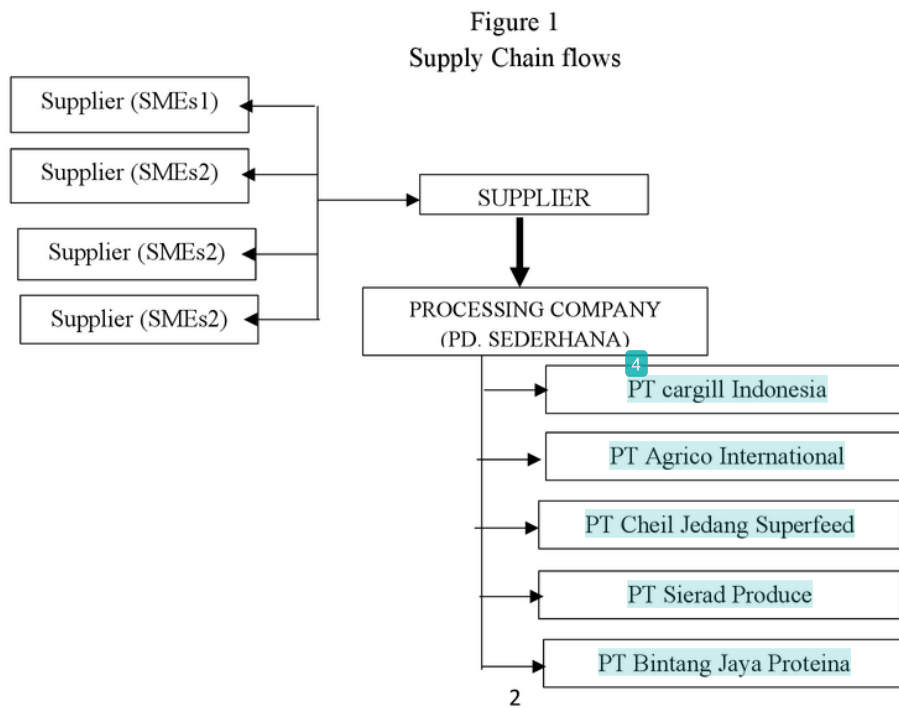 Figure 1
Supply Chain flows
Supplier (SMEs1)
Supplier (SMEs2)
Supplier (SMEs2)
Supplier (SMEs2)
SUPPLIER
PROCESSING COMPANY
(PD. SEDERHANA)
4
PT cargill Indonesia
PT Agrico International
PT Cheil Jedang Superfeed
PT Sierad Produce
PT Bintang Jaya Proteina
2